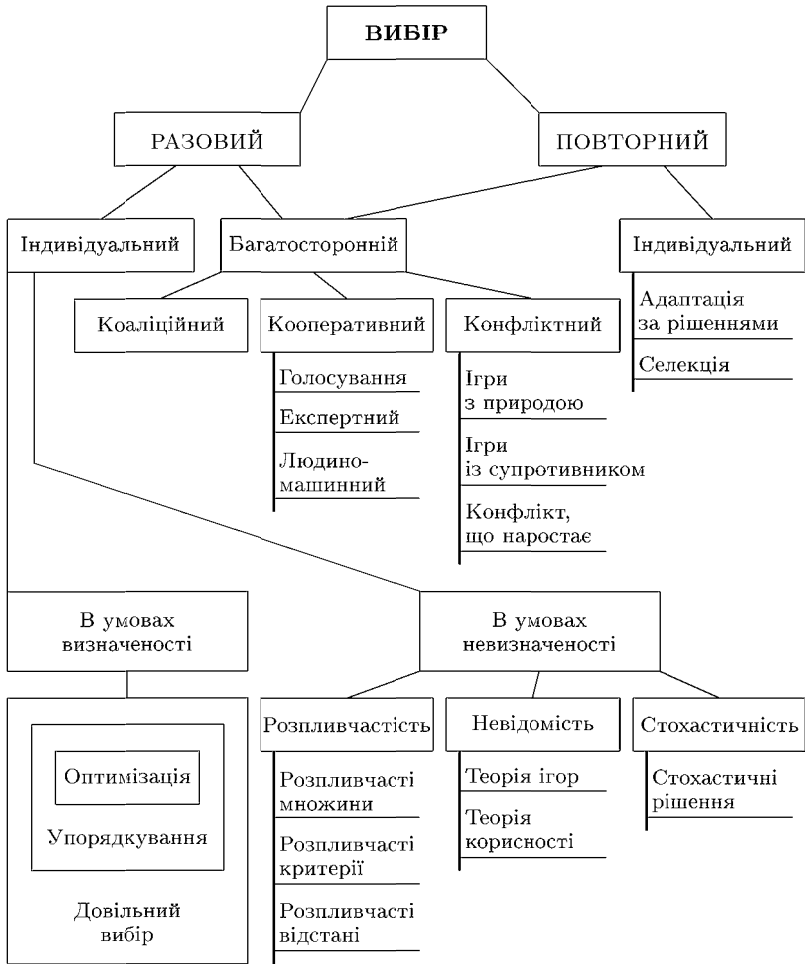 ВИБІР
РАЗОВИЙ
ПОВТОРНИЙ
Індивідуальний
Багатосторонній
Індивідуальний
Коаліційний
Кооперативний
Конфліктний
Адаптація
за рішеннями
Селекція
Голосування
Експертний
Людино-
машинний
Ігри
з природою
Ігри
із супротивником
Конфлікт,
що наростає
В умовах
визначеності
В умовах
невизначеності
Оптимізація
Упорядкування
Довільний
вибір
Розпливчастість
Невідомість
Стохастичність
Розпливчасті
множини
Розпливчасті
критерії
Розпливчасті
відстані
Теорія ігор
Теорія
корисності
Стохастичні
рішення